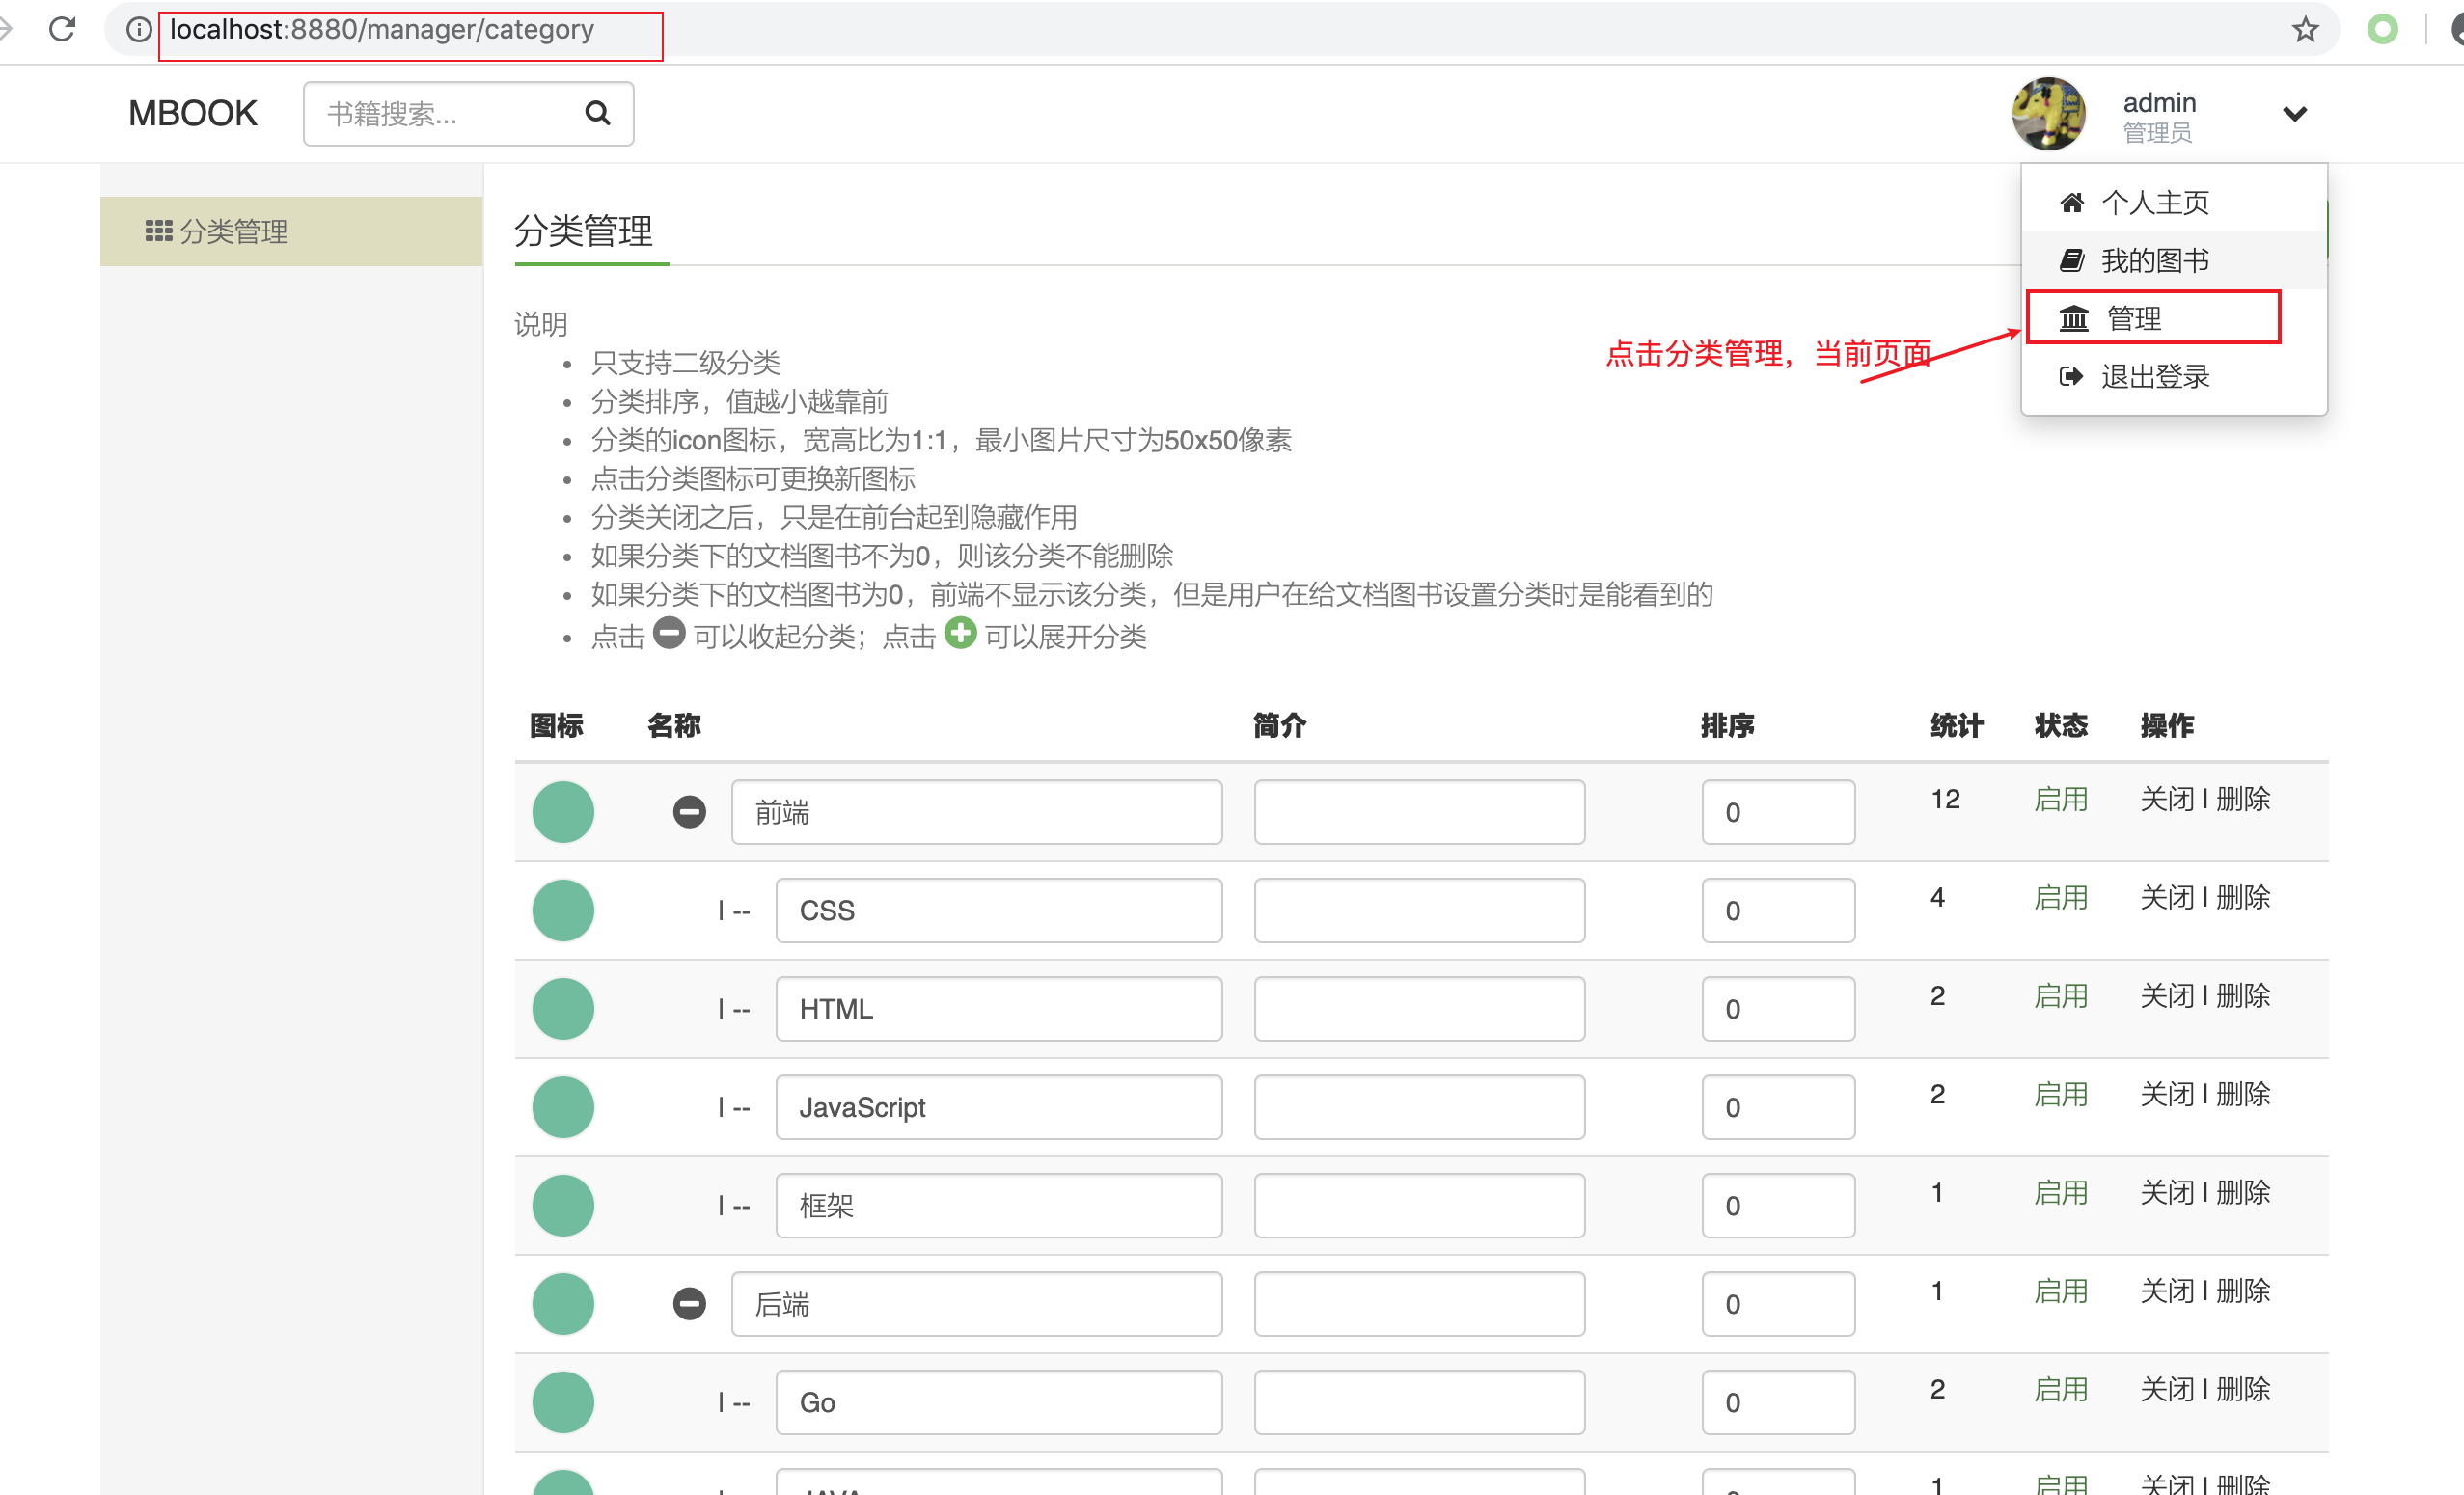 localhost:8880/manager/category
MBOOK
书籍搜索...
admin
管理员
个人主页
我的图书
管理
退出登录
点击分类管理，当前页面
分类管理
分类管理
说明
• 只支持二级分类
• 分类排序，值越小越靠前
• 分类的icon图标，宽高比为1:1，最小图片尺寸为50x50像素
• 点击分类图标可更换新图标
• 分类关闭之后，只是在前台起到隐藏作用
• 如果分类下的文档图书不为0，则该分类不能删除
• 如果分类下的文档图书为0，前端不显示该分类，但是用户在给文档图书设置分类时是能看到的
• 点击 可以收起分类；点击 可以展开分类
图标 名称 简介 排序 统计 状态 操作
前端 0 12 启用 关闭 | 删除
| -- CSS 0 4 启用 关闭 | 删除
| -- HTML 0 2 启用 关闭 | 删除
| -- JavaScript 0 2 启用 关闭 | 删除
| -- 框架 0 1 启用 关闭 | 删除
后端 0 1 启用 关闭 | 删除
| -- Go 0 2 启用 关闭 | 删除
| -- JAVA 0 1 启用 关闭 | 删除